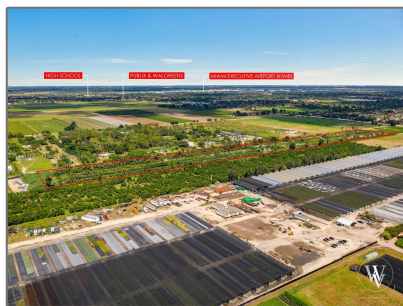 HIGH SCHOOL
PUBLIX & WALGREENS
MIAMI EXECUTIVE AIRPORT (KTMB)